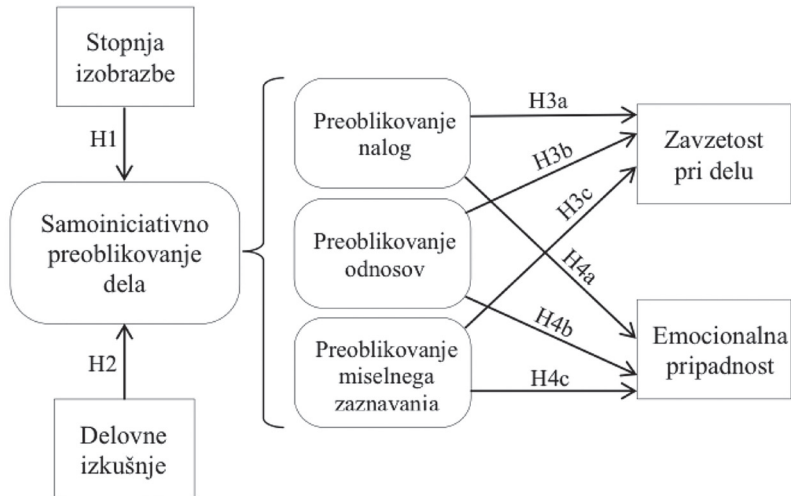 Stopnja
izobrazbe
H1
Samoiniciativno
preoblikovanje
dela
H2
Delovne
izkušnje
Preoblikovanje
nalog
Preoblikovanje
odnosov
Preoblikovanje
miselnega
zaznavania
H3a
H3b
H3c
H4a
H4b
H4c
Zavzetost
pri delu
Emocionalna
pripadnost